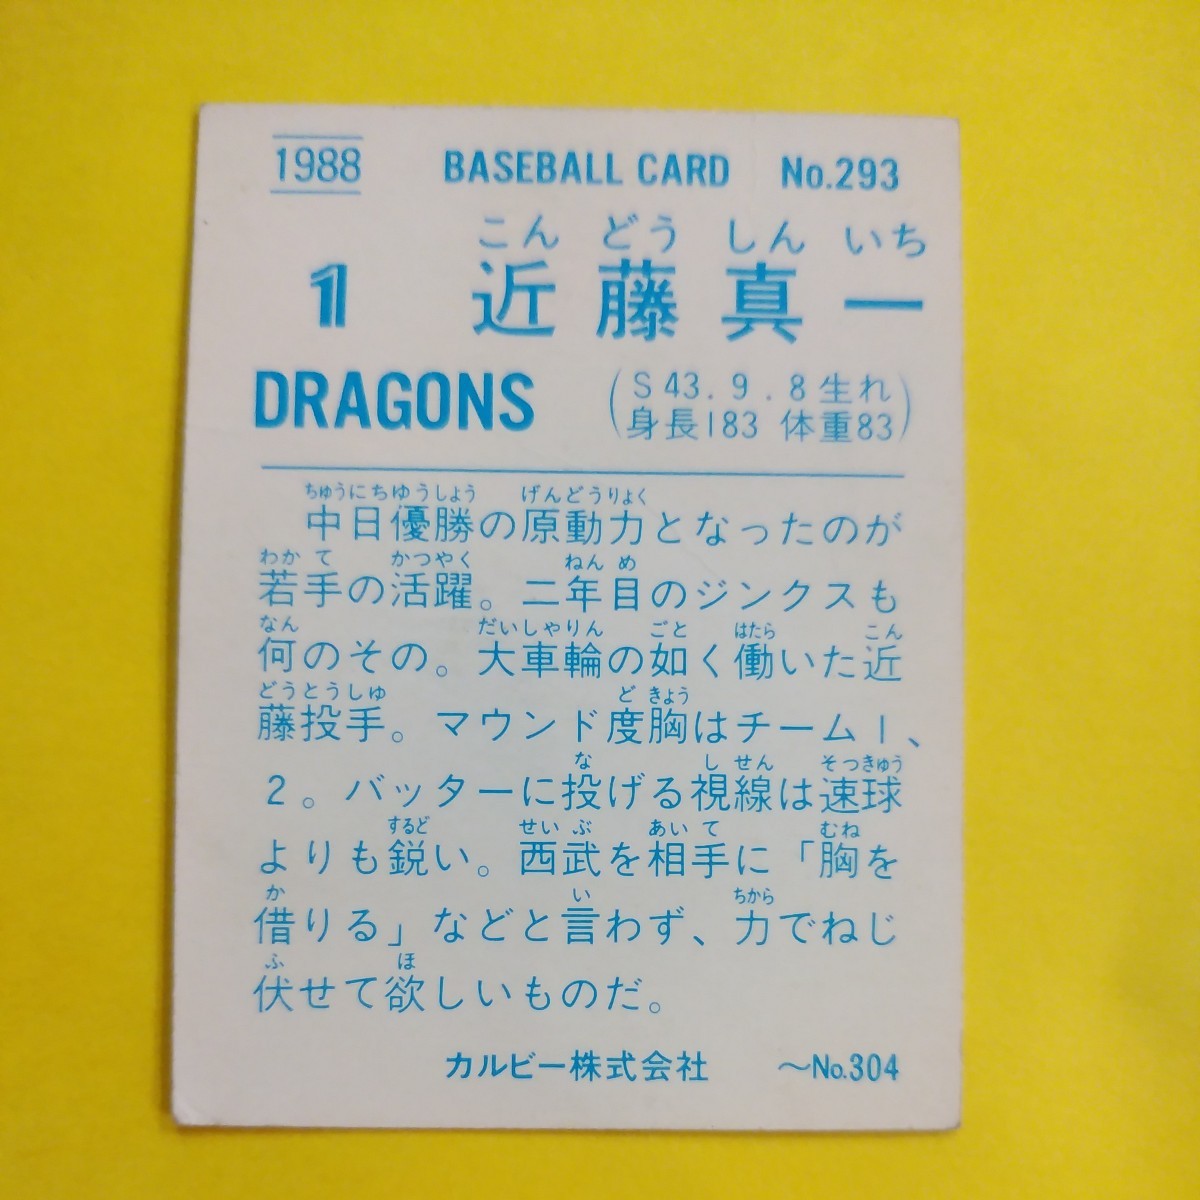 1988 BASEBALL CARD No.293
こん どう しん いち
1 近藤真一
DRAGONS
(S43.9.8生れ
身長183 体重83)
ちゅうにちゆうしょう げんどうりょく
中日優勝の原動力となったのが
わか て かつやく ねん め
若手の活躍。二年目のジンクスも
なん だいしゃりん ごと はたら こん
何のその。大車輪の如く働いた近
どうとうしゅ ど きょう
藤投手。マウンド度胸はチーム1、
な し せん そっきゅう
2。バッターに投げる視線は速球
するど せい ぶ あい て むね
よりも鋭い。西武を相手に「胸を
か い ちから
借りる」などと言わず、力でねじ
ふ ほ
伏せて欲しいものだ。
カルビー株式会社 〜No.304